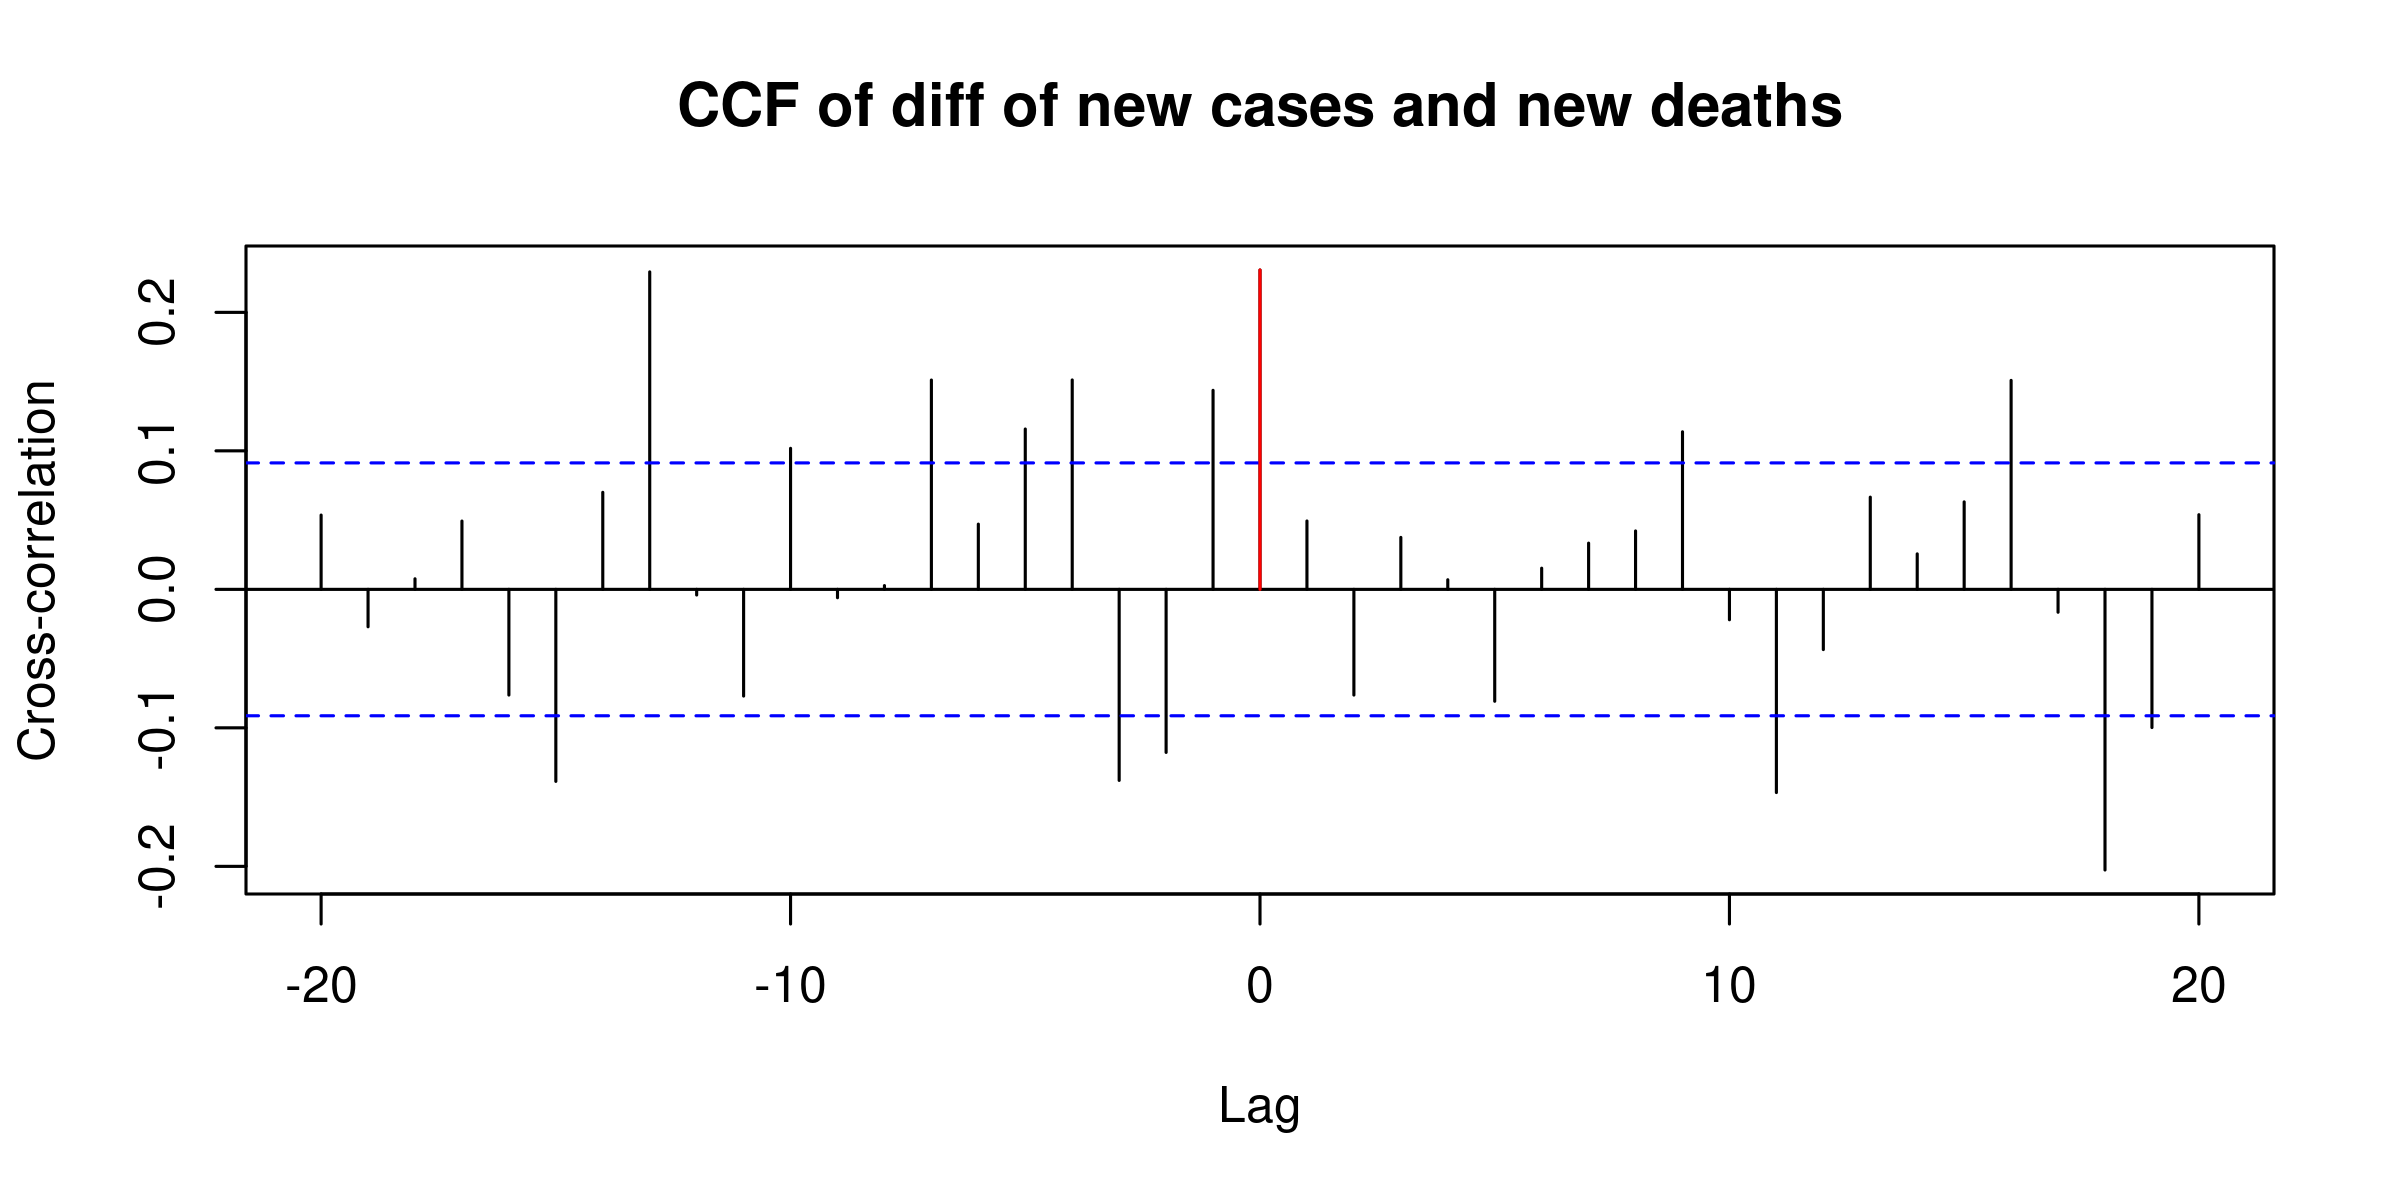 CCF of diff of new cases and new deaths
Cross-correlation
0.2
0.1
0.0
-0.1
-0.2
-20 -10 0 10 20
Lag